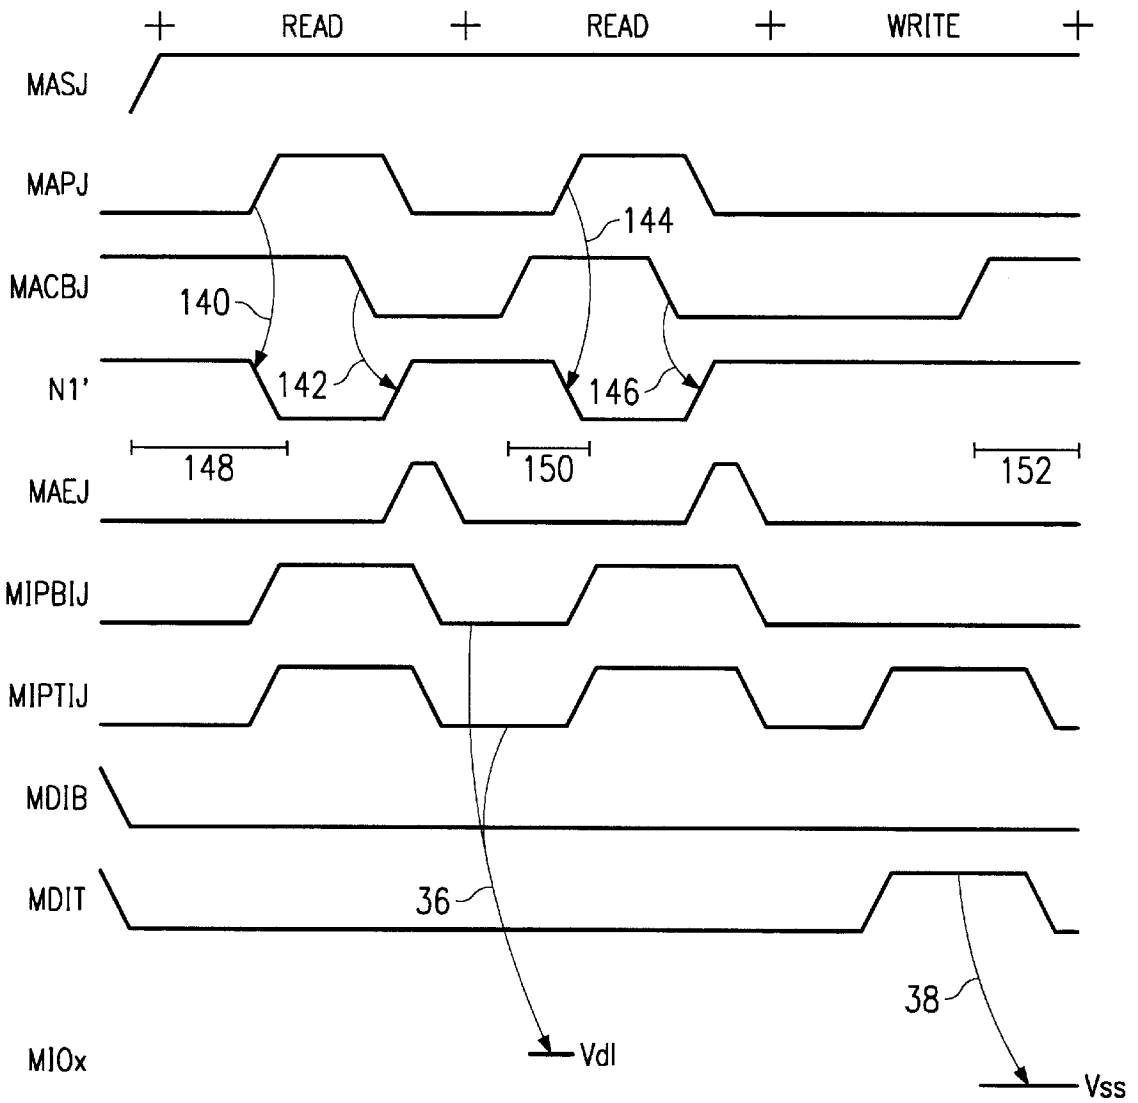 READ READ WRITE
MASJ
MAPJ
144
MACBJ
140
N1'
142
146
148
150
152
MAEJ
MIPBIJ
MIPTIJ
MDIB
MDIT
36
38
MIOx
Vdl
Vss